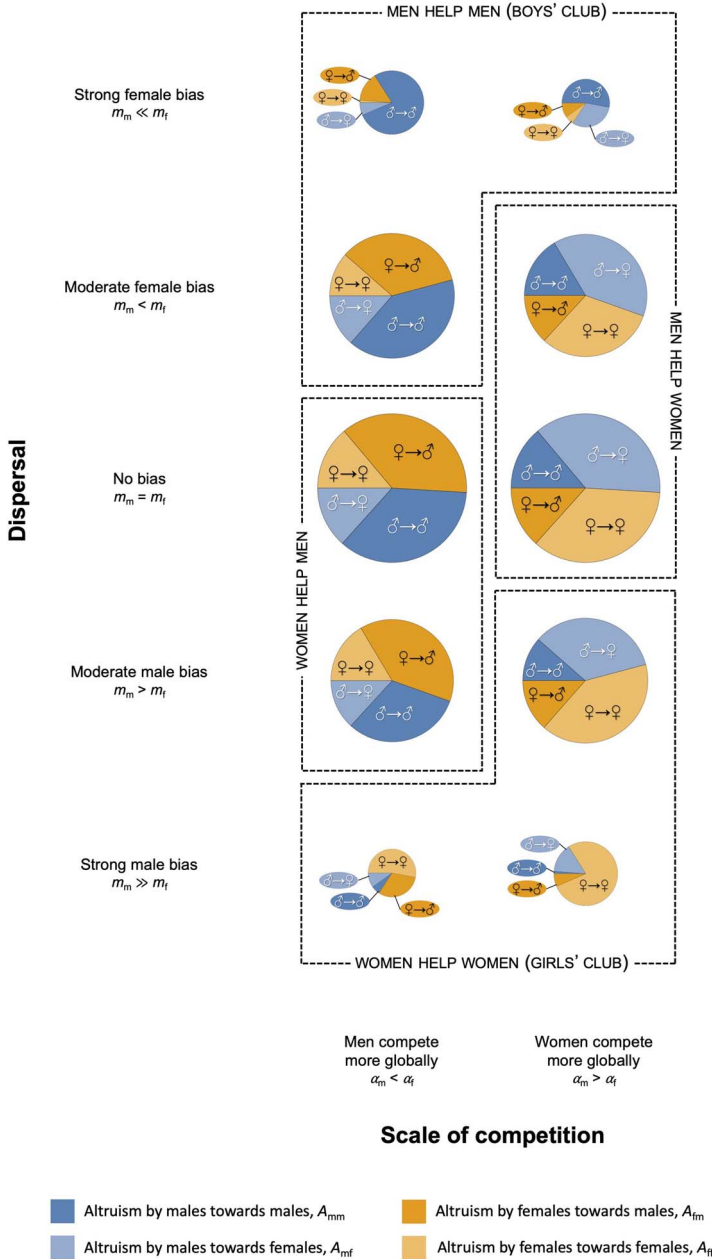 MEN HELP MEN (BOYS' CLUB)
Strong female bias
mm ≪ mf
♀→♂
♀→♀
♂→♀
♂→♂
♂→♂
♀→♂
♀→♀
♂→♀
Moderate female bias
mm < mf
♀→♂
♀→♀
♂→♀
♂→♂
♂→♀
♂→♂
♀→♂
♀→♀
MEN HELP WOMEN
Dispersal
No bias
mm = mf
♀→♂
♀→♀
♂→♀
♂→♂
♂→♀
♂→♂
♀→♂
♀→♀
WOMEN HELP MEN
Moderate male bias
mm > mf
♀→♂
♀→♀
♂→♀
♂→♂
♂→♀
♂→♂
♀→♂
♀→♀
Strong male bias
mm ≫ mf
♀→♀
♂→♀
♂→♂
♀→♂
♂→♀
♂→♂
♀→♂
♀→♀
WOMEN HELP WOMEN (GIRLS' CLUB)
Men compete
more globally
αm < αf
Women compete
more globally
αm > αf
Scale of competition
Altruism by males towards males, Amm
Altruism by females towards males, Afm
Altruism by males towards females, Amf
Altruism by females towards females,